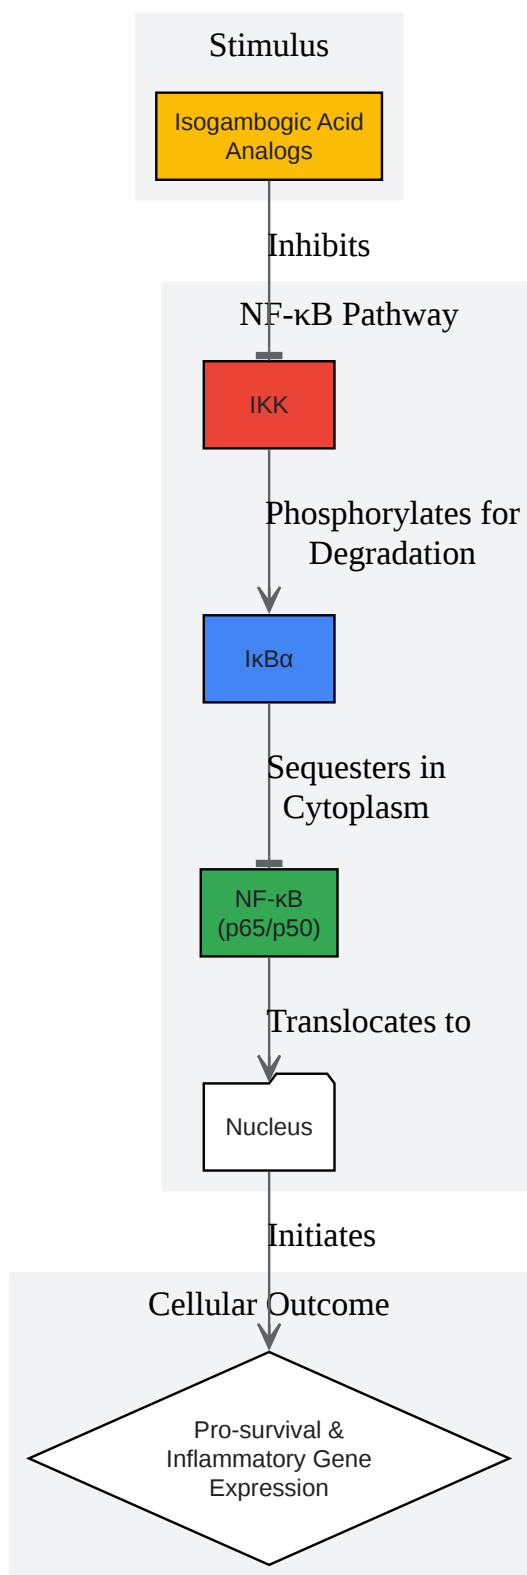 Stimulus
Isogambogic Acid
Analogs
Inhibits
NF-κB Pathway
IKK
Phosphorylates for
Degradation
IκBα
Sequesters in
Cytoplasm
NF-κB
(p65/p50)
Translocates to
Nucleus
Initiates
Cellular Outcome
Pro-survival &
Inflammatory Gene
Expression